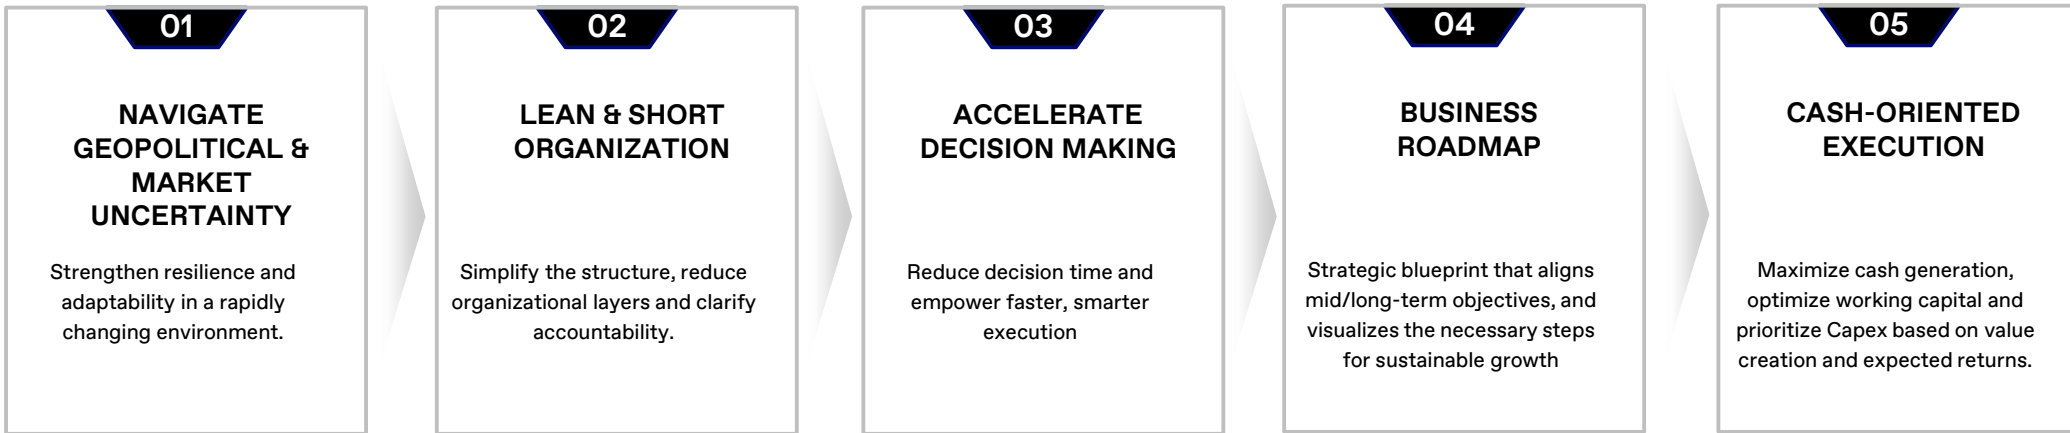 01
NAVIGATE
GEOPOLITICAL &
MARKET
UNCERTAINTY
Strengthen resilience and
adaptability in a rapidly
changing environment.
02
LEAN & SHORT
ORGANIZATION
Simplify the structure, reduce
organizational layers and clarify
accountability.
03
ACCELERATE
DECISION MAKING
Reduce decision time and
empower faster, smarter
execution
04
BUSINESS
ROADMAP
Strategic blueprint that aligns
mid/long-term objectives, and
visualizes the necessary steps
for sustainable growth
05
CASH-ORIENTED
EXECUTION
Maximize cash generation,
optimize working capital and
prioritize Capex based on value
creation and expected returns.